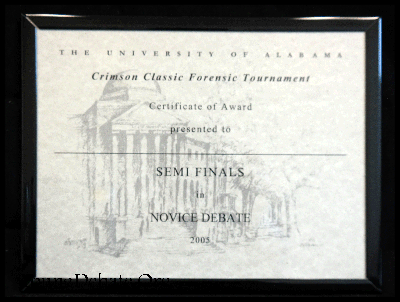 THE UNIVERSITY OF ALABAMA
Crimson Classic Forensic Tournament
Certificate of Award
presented to
SEMI FINALS
in
NOVICE DEBATE
2005